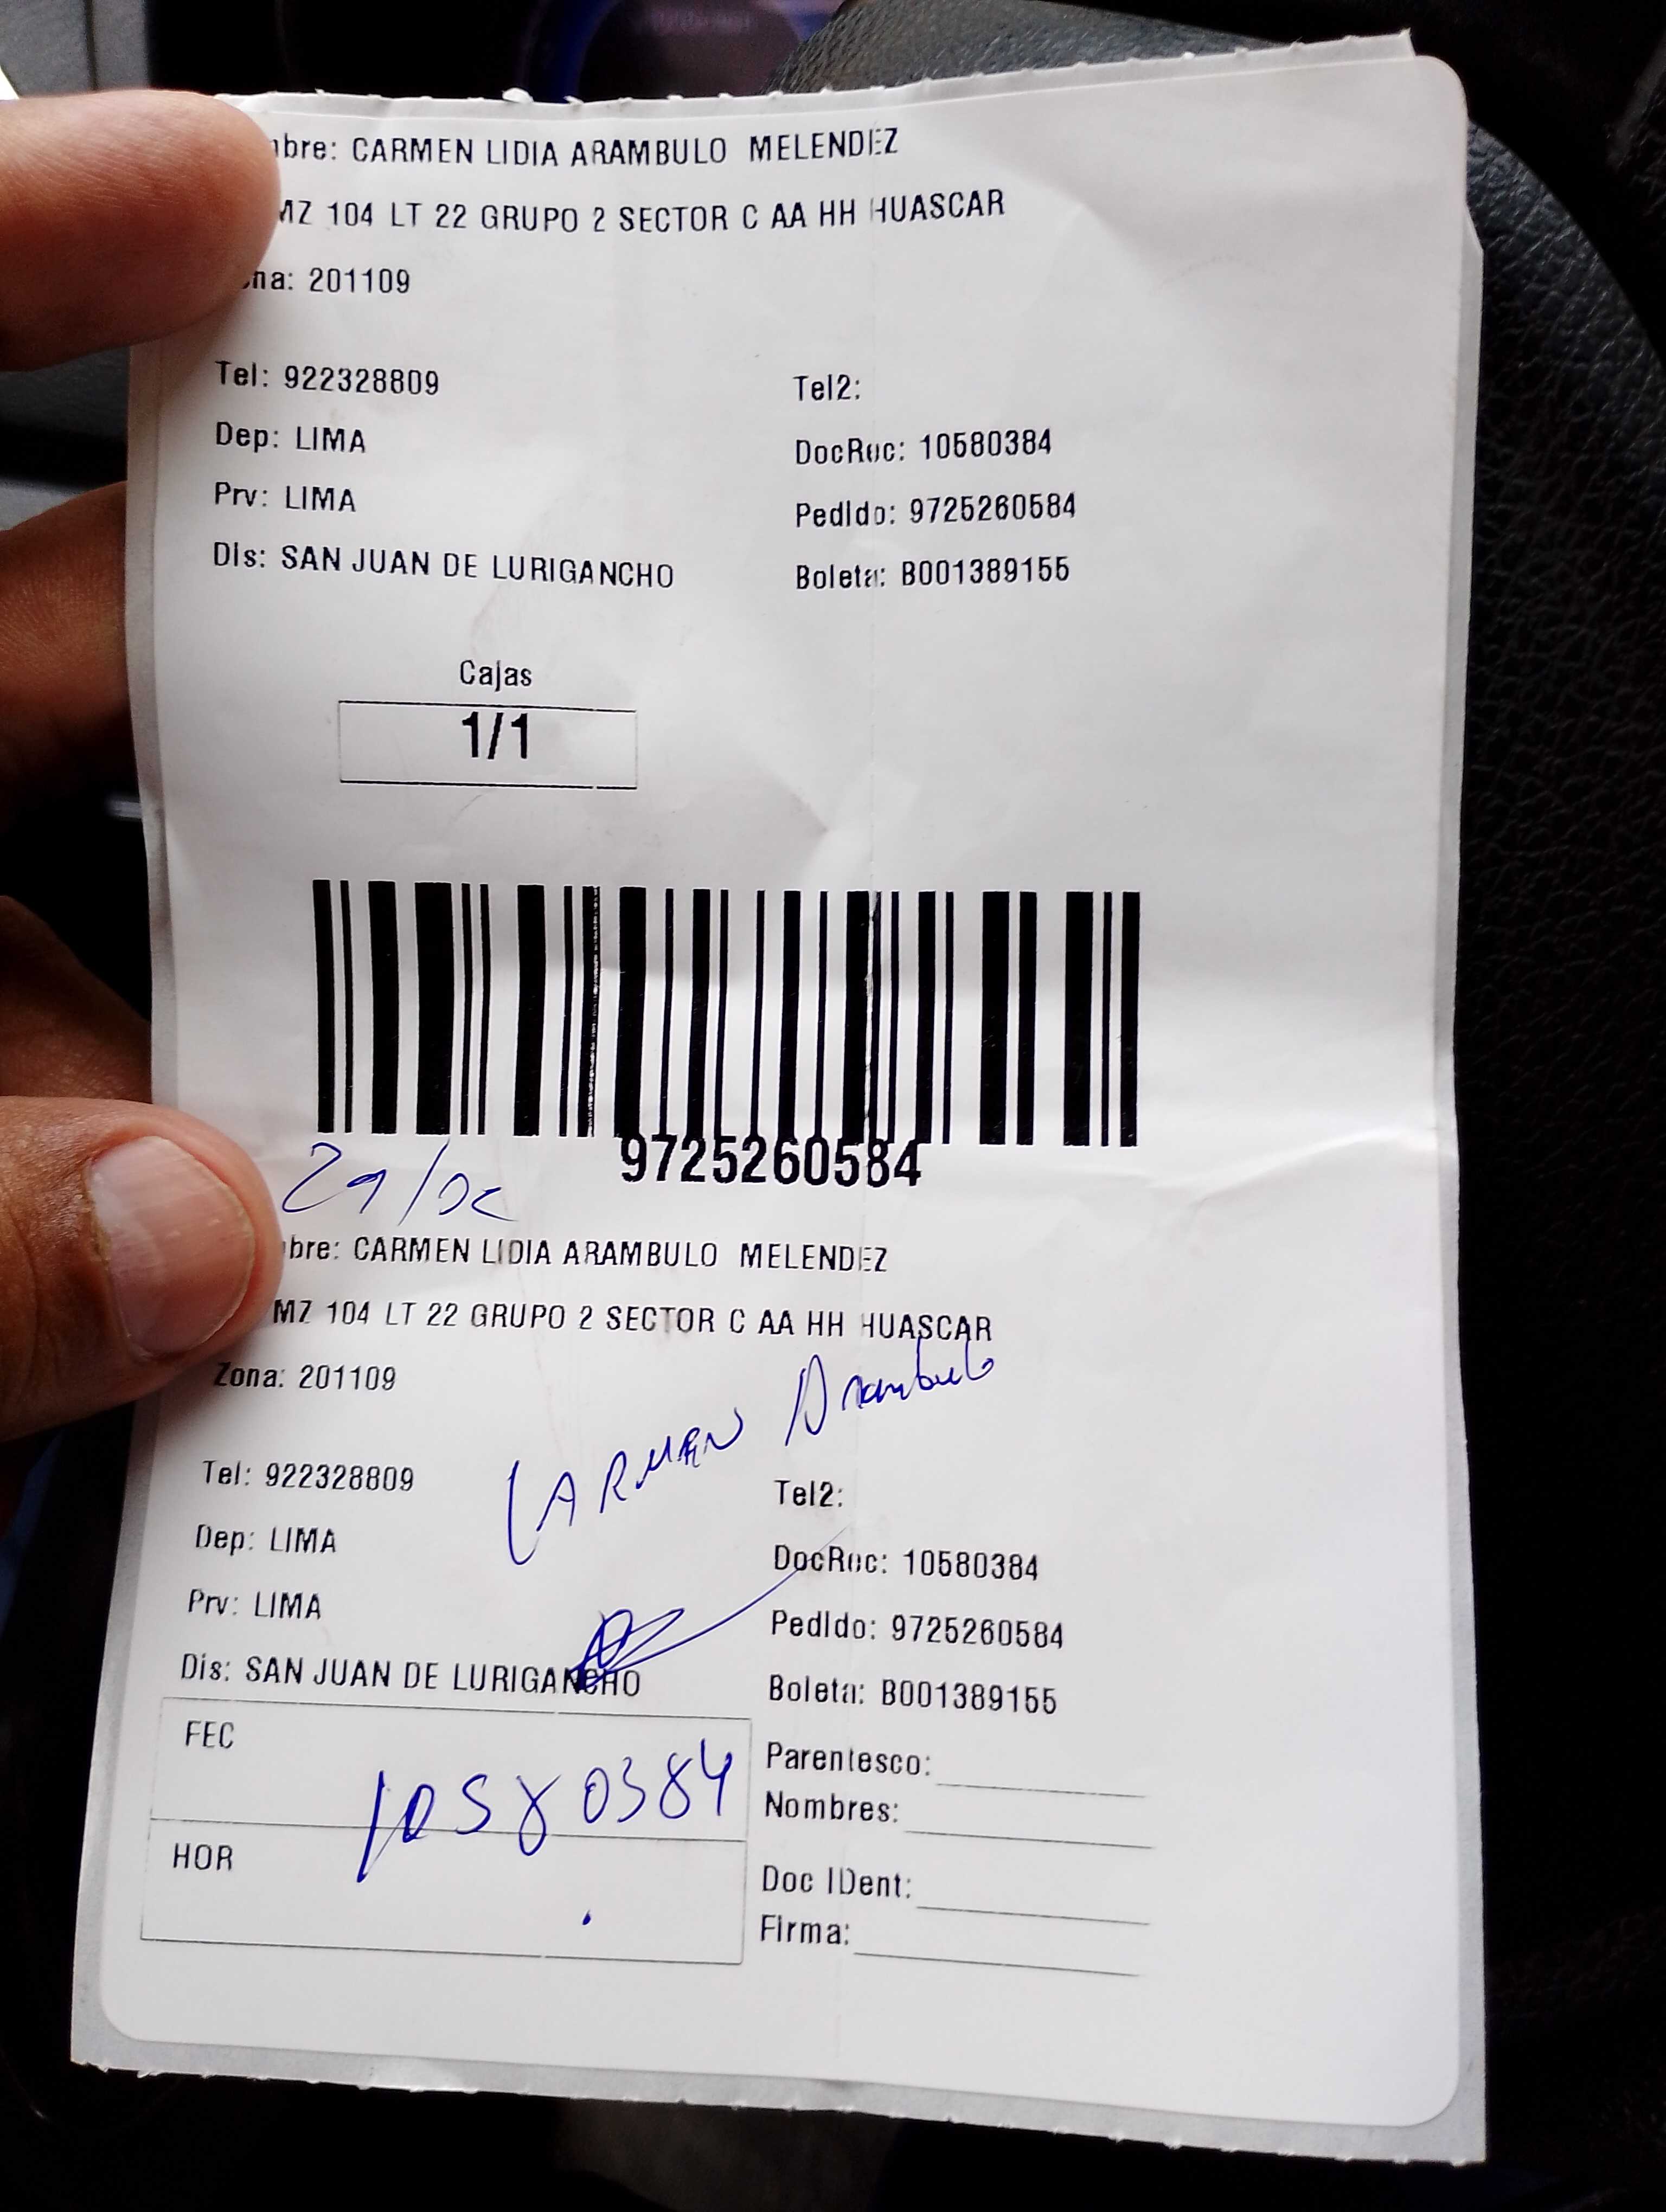 bre: CARMEN LIDIA ARAMBULO MELENDEZ
MZ 104 LT 22 GRUPO 2 SECTOR C AA HH HUASCAR
na: 201109
Tel: 922328809
Tel2:
Dep: LIMA
DocRec: 10580384
Prv: LIMA
Pedido: 9725260584
Dis: SAN JUAN DE LURIGANCHO
Boleta: B001389155
Cajas
1/1
9725260584
bre: CARMEN LIDIA ARAMBULO MELENDEZ
MZ 104 LT 22 GRUPO 2 SECTOR C AA HH HUASCAR
Zona: 201109
CARMEN Arambulo
Tel: 922328809
Tel2:
Dep: LIMA
DocRec: 10580384
Prv: LIMA
Pedido: 9725260584
Dis: SAN JUAN DE LURIGANCHO
Boleta: B001389155
FEC
10580384
Parentesco:
Nombres:
HOR
Doc IDent:
Firma: